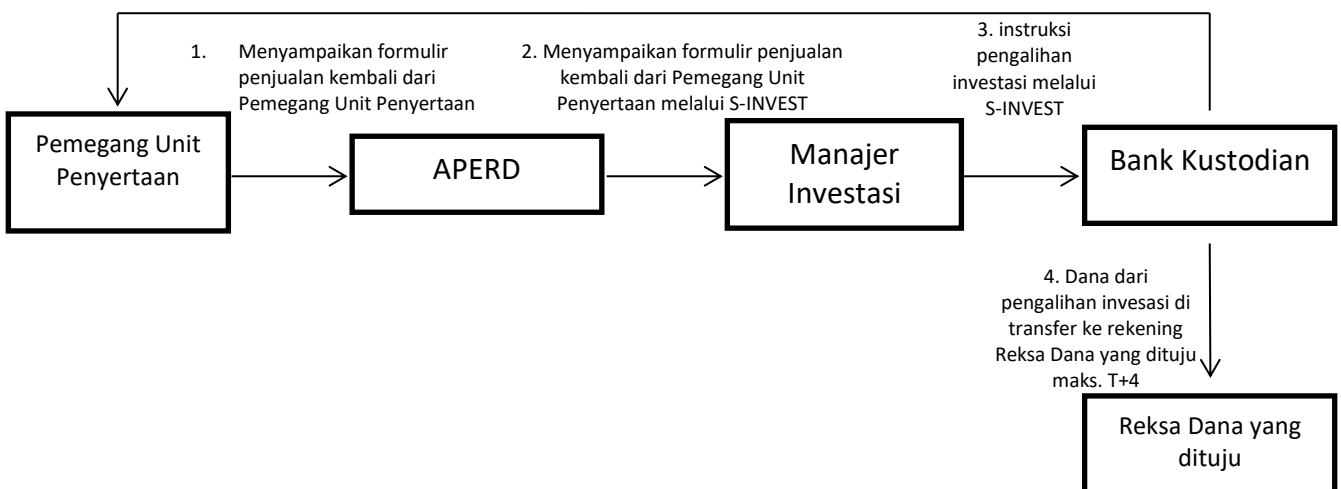 1. Menyampaikan formulir
penjualan kembali dari
Pemegang Unit Penyertaan
2. Menyampaikan formulir penjualan
kembali dari Pemegang Unit
Penyertaan melalui S-INVEST
3. instruksi
pengalihan
investasi melalui
S-INVEST
Pemegang Unit
Penyertaan
APERD
Manajer
Investasi
Bank Kustodian
4. Dana dari
pengalihan invesasi di
transfer ke rekening
Reksa Dana yang dituju
maks. T+4
Reksa Dana yang
dituju